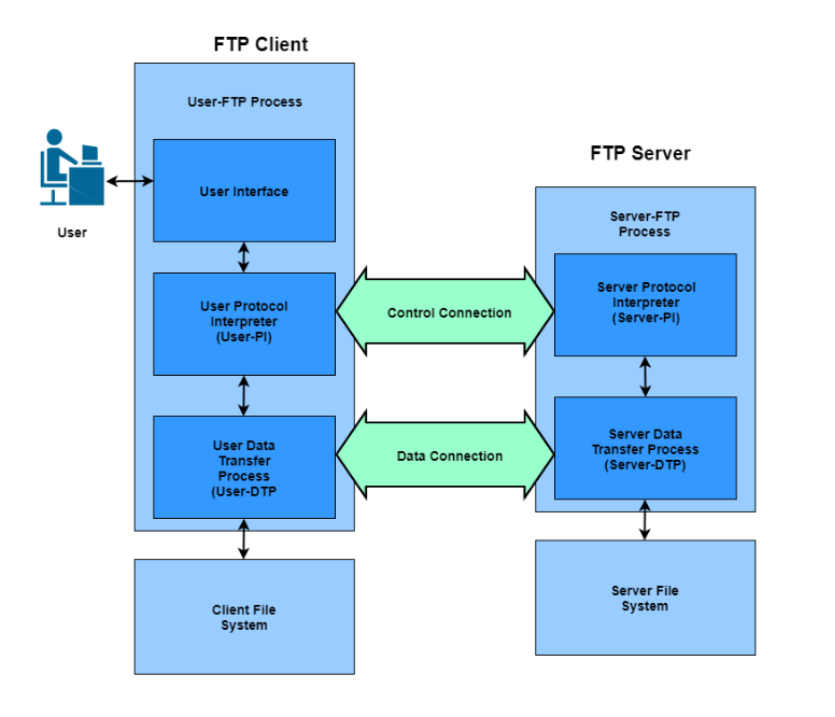 FTP Client
User-FTP Process
User Interface
User
User Protocol
Interpreter
(User-PI)
User Data
Transfer
Process
(User-DTP
Client File
System
Control Connection
Data Connection
FTP Server
Server-FTP
Process
Server Protocol
Interpreter
(Server-PI)
Server Data
Transfer Process
(Server-DTP)
Server File
System